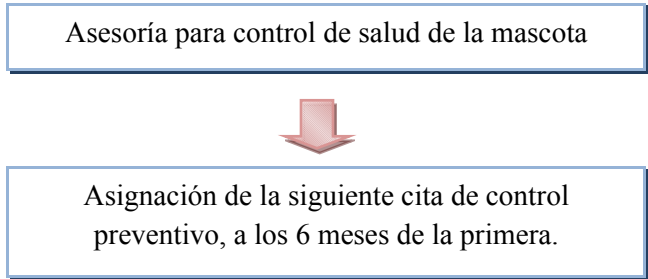 Asesoría para control de salud de la mascota
Asignación de la siguiente cita de control
preventivo, a los 6 meses de la primera.